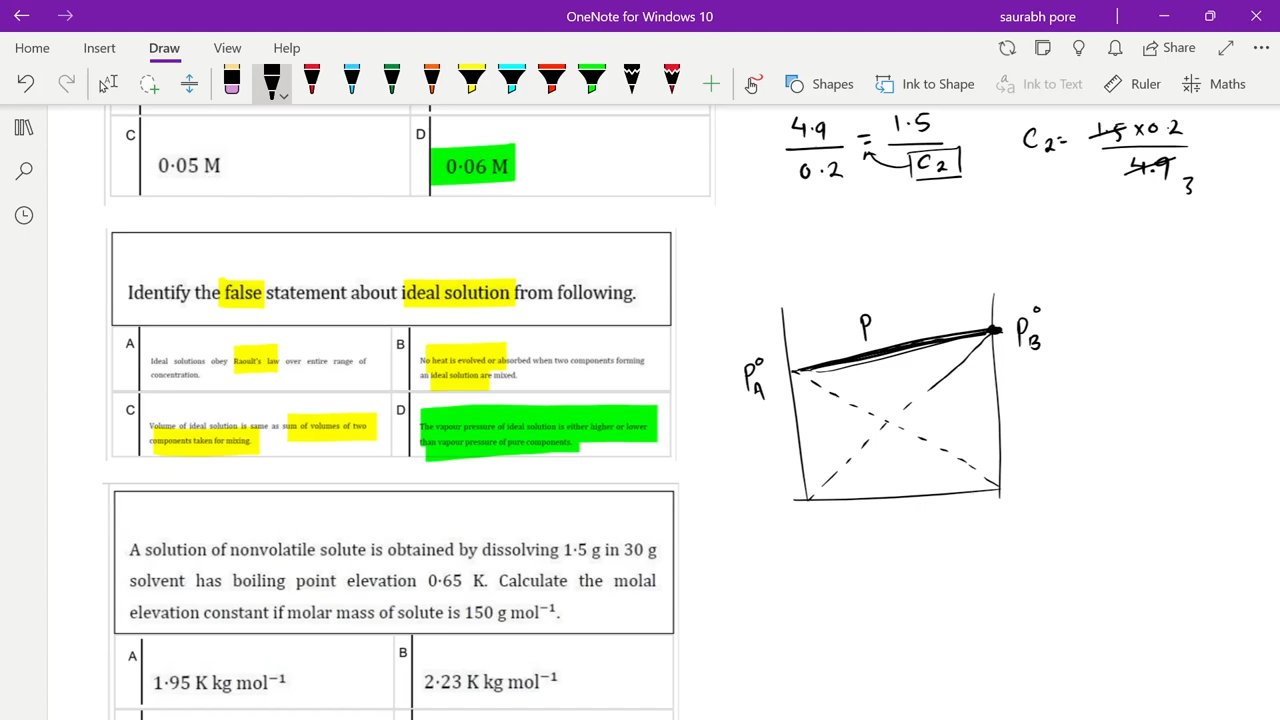 OneNote for Windows 10
saurabh pore
Home Insert Draw View Help
Share
Shapes Ink to Shape Ink to Text Ruler Maths
C
0·05 M
D
0·06 M
4.9 / 0.2 = 1.5 / C2
C2 = 1.5 × 0.2 / 4.9
3
Identify the false statement about ideal solution from following.
A
Ideal solutions obey Raoult's law over entire range of
concentration.
B
No heat is evolved or absorbed when two components forming
an ideal solution are mixed.
C
Volume of ideal solution is same as sum of volumes of two
components taken for mixing.
D
The vapour pressure of ideal solution is either higher or lower
than vapour pressure of pure components.
P
P°A
P°B
A solution of nonvolatile solute is obtained by dissolving 1·5 g in 30 g
solvent has boiling point elevation 0·65 K. Calculate the molal
elevation constant if molar mass of solute is 150 g mol⁻¹.
A
1·95 K kg mol⁻¹
B
2·23 K kg mol⁻¹